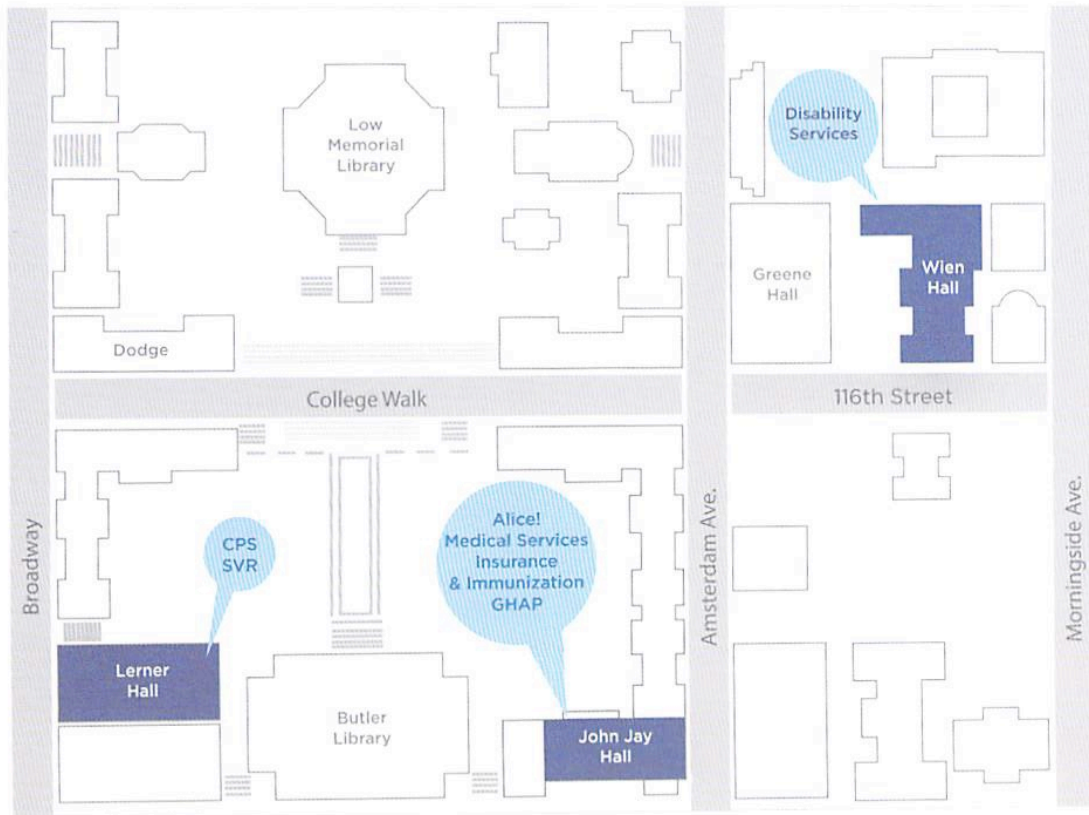 Low
Memorial
Library
Disability
Services
Greene
Hall
Wien
Hall
Dodge
College Walk
116th Street
Broadway
Amsterdam Ave.
Morningside Ave.
CPS
SVR
Alice!
Medical Services
Insurance
& Immunization
GHAP
Lerner
Hall
Butler
Library
John Jay
Hall